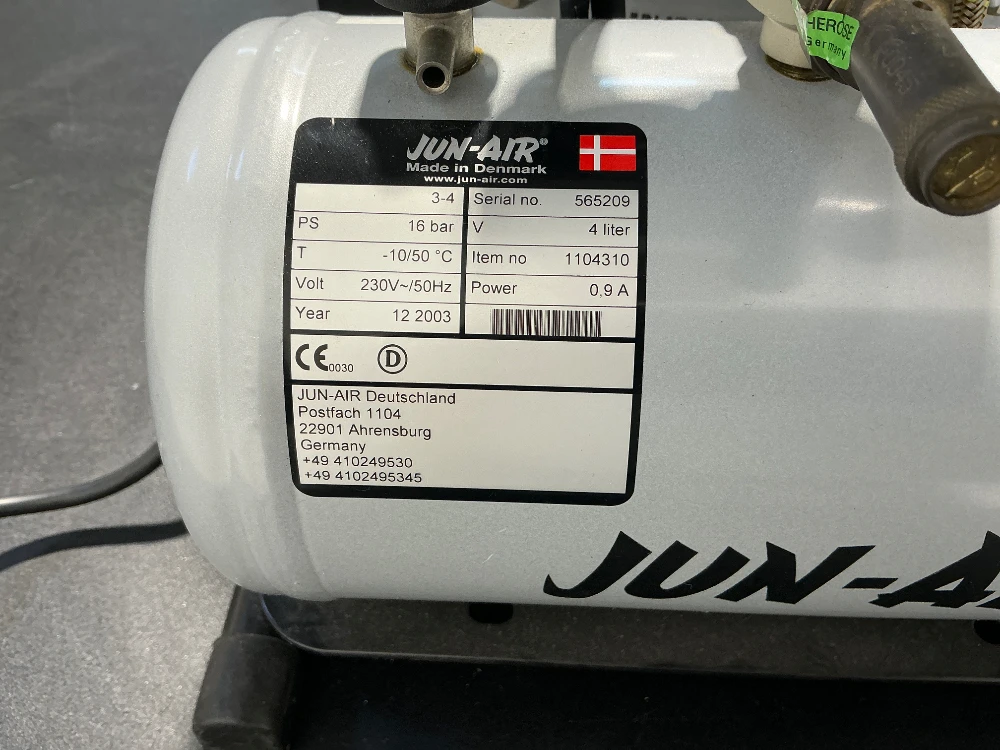 HEROSE
Germany
JUN-AIR®
Made in Denmark
www.jun-air.com
3-4
Serial no. 565209
PS 16 bar
V 4 liter
T -10/50 °C
Item no 1104310
Volt 230V~/50Hz
Power 0,9 A
Year 12 2003
CE 0030 D
JUN-AIR Deutschland
Postfach 1104
22901 Ahrensburg
Germany
+49 410249530
+49 4102495345
JUN-A